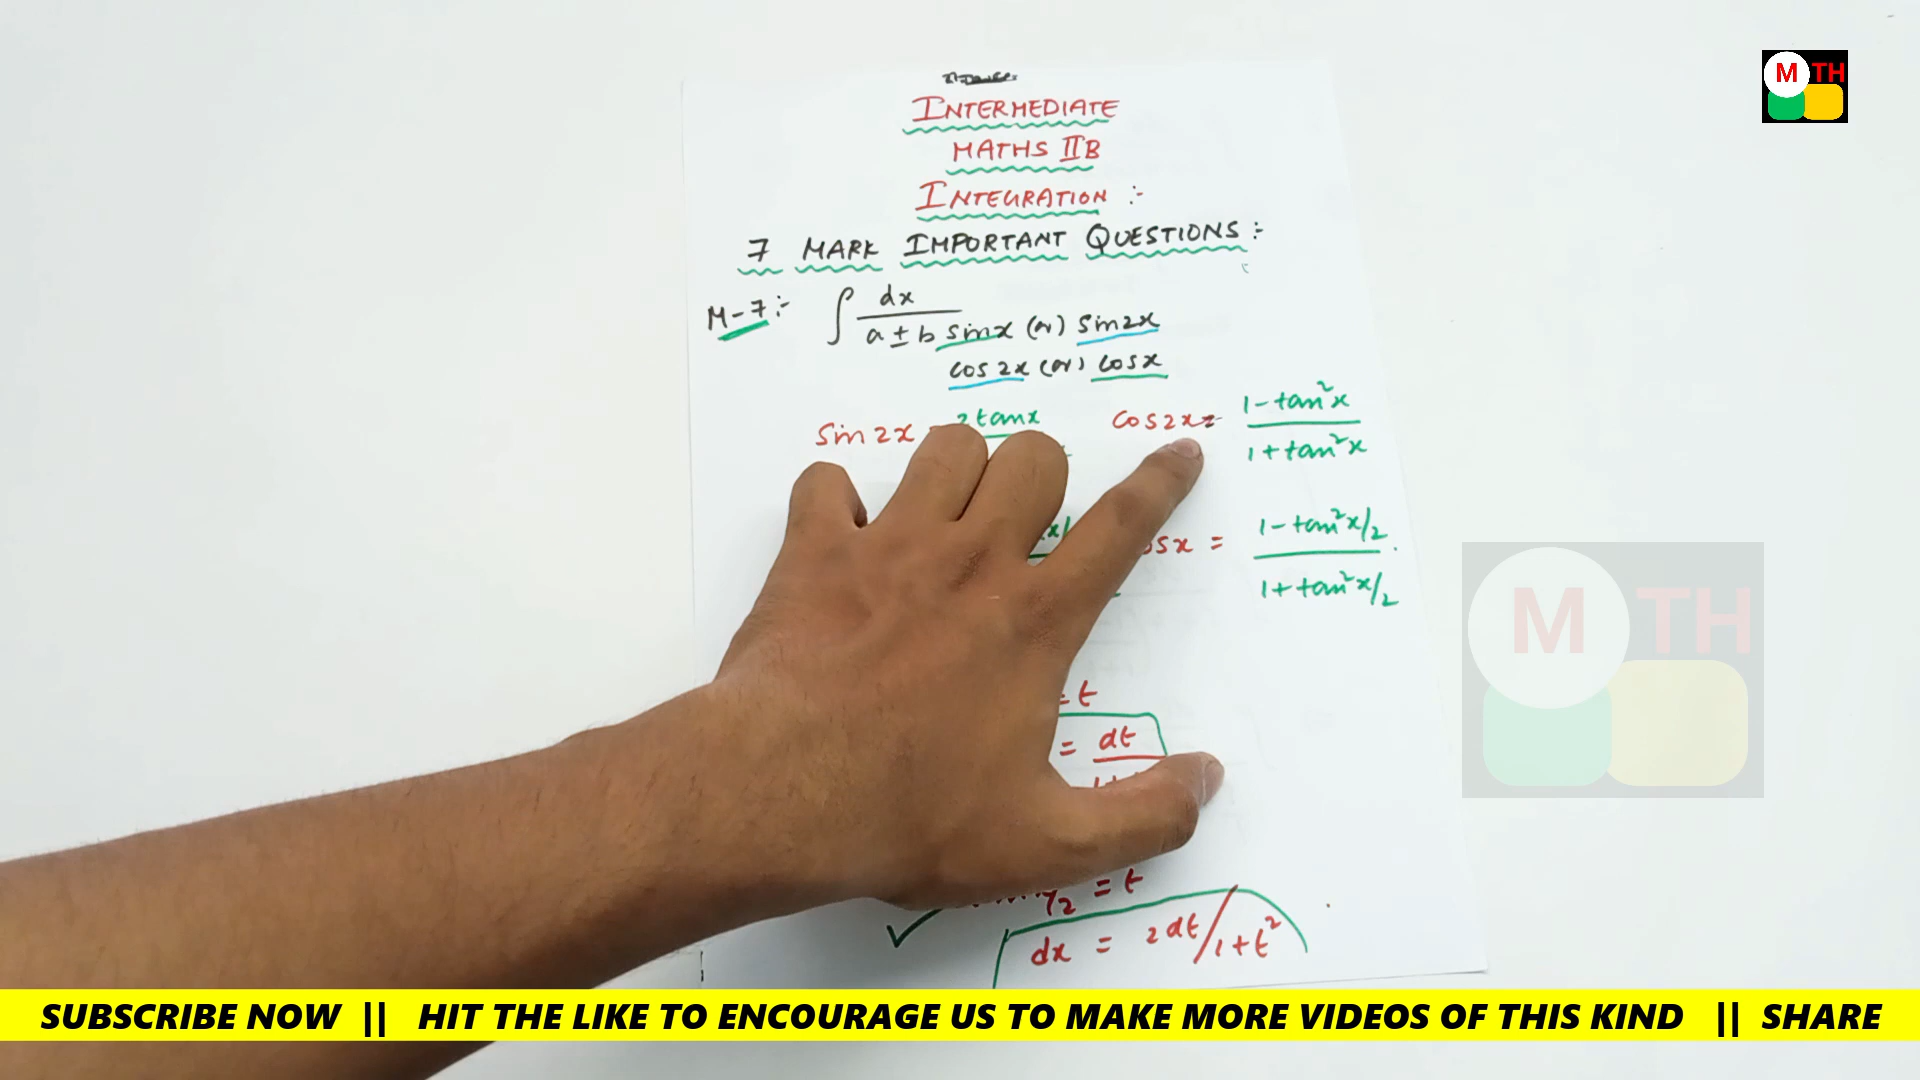 M TH
INTERMEDIATE
MATHS IIB
INTEGRATION :-
7 MARK IMPORTANT QUESTIONS :-
M-7 :- ∫ dx / a ± b sinx (or) sin2x
cos2x (or) cosx
sin2x 2tanx cos2x = 1-tan²x / 1+tan²x
= 1-tan²x/2 / 1+tan²x/2
= t
= dt
= t
dx = 2dt/1+t²
M TH
SUBSCRIBE NOW || HIT THE LIKE TO ENCOURAGE US TO MAKE MORE VIDEOS OF THIS KIND || SHARE